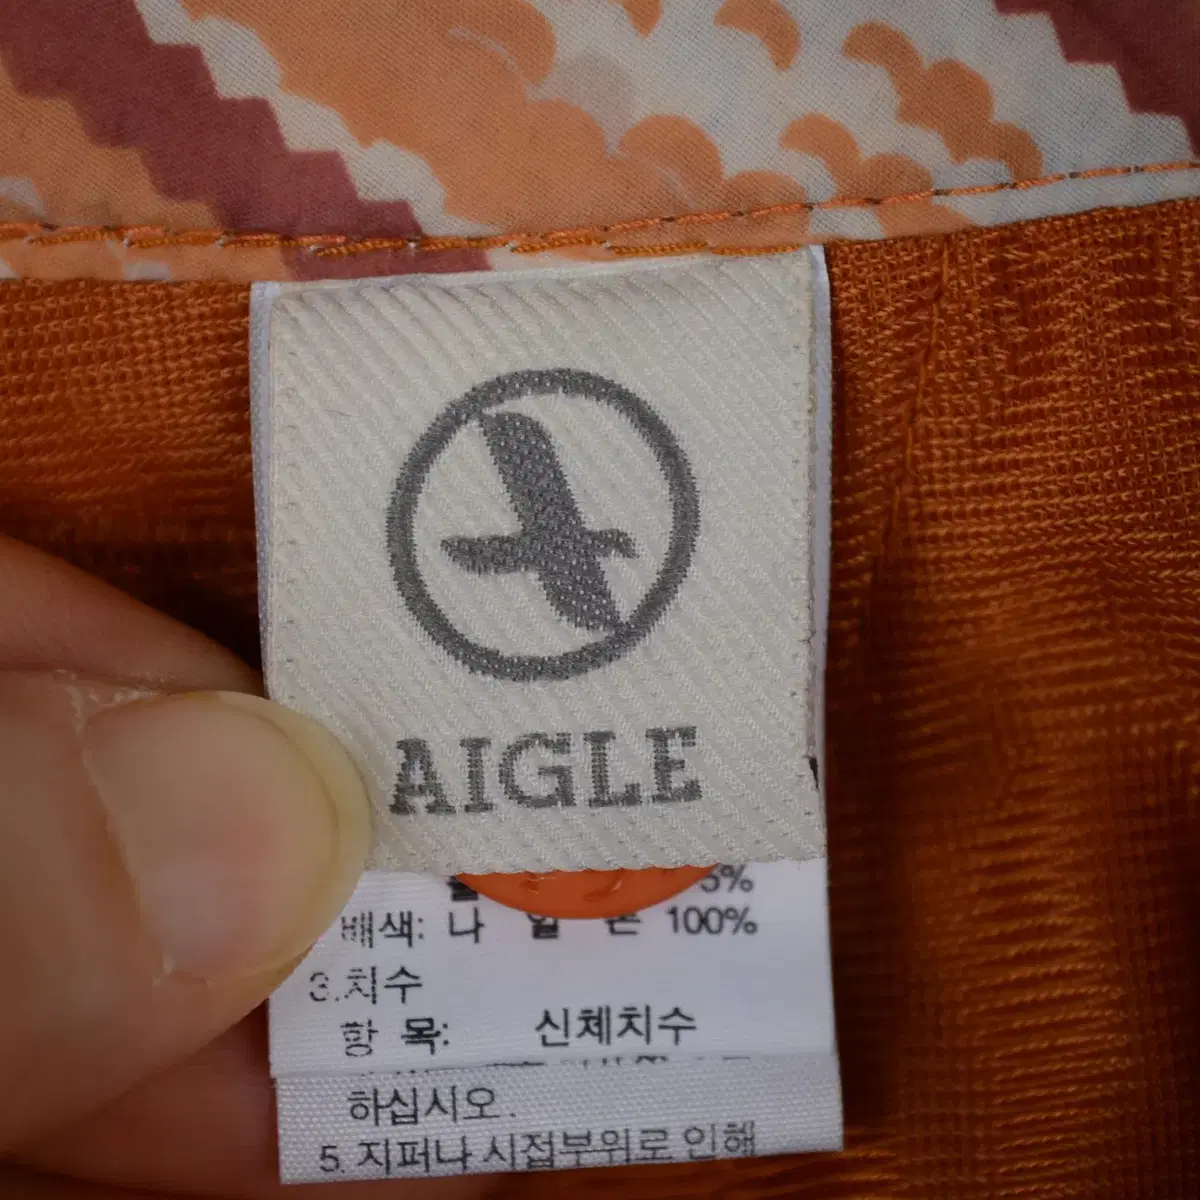 AIGLE
5%
배색: 나 일 론 100%
3.치수
항 목: 신체치수
하십시오.
5. 지퍼나 시접부위로 인해